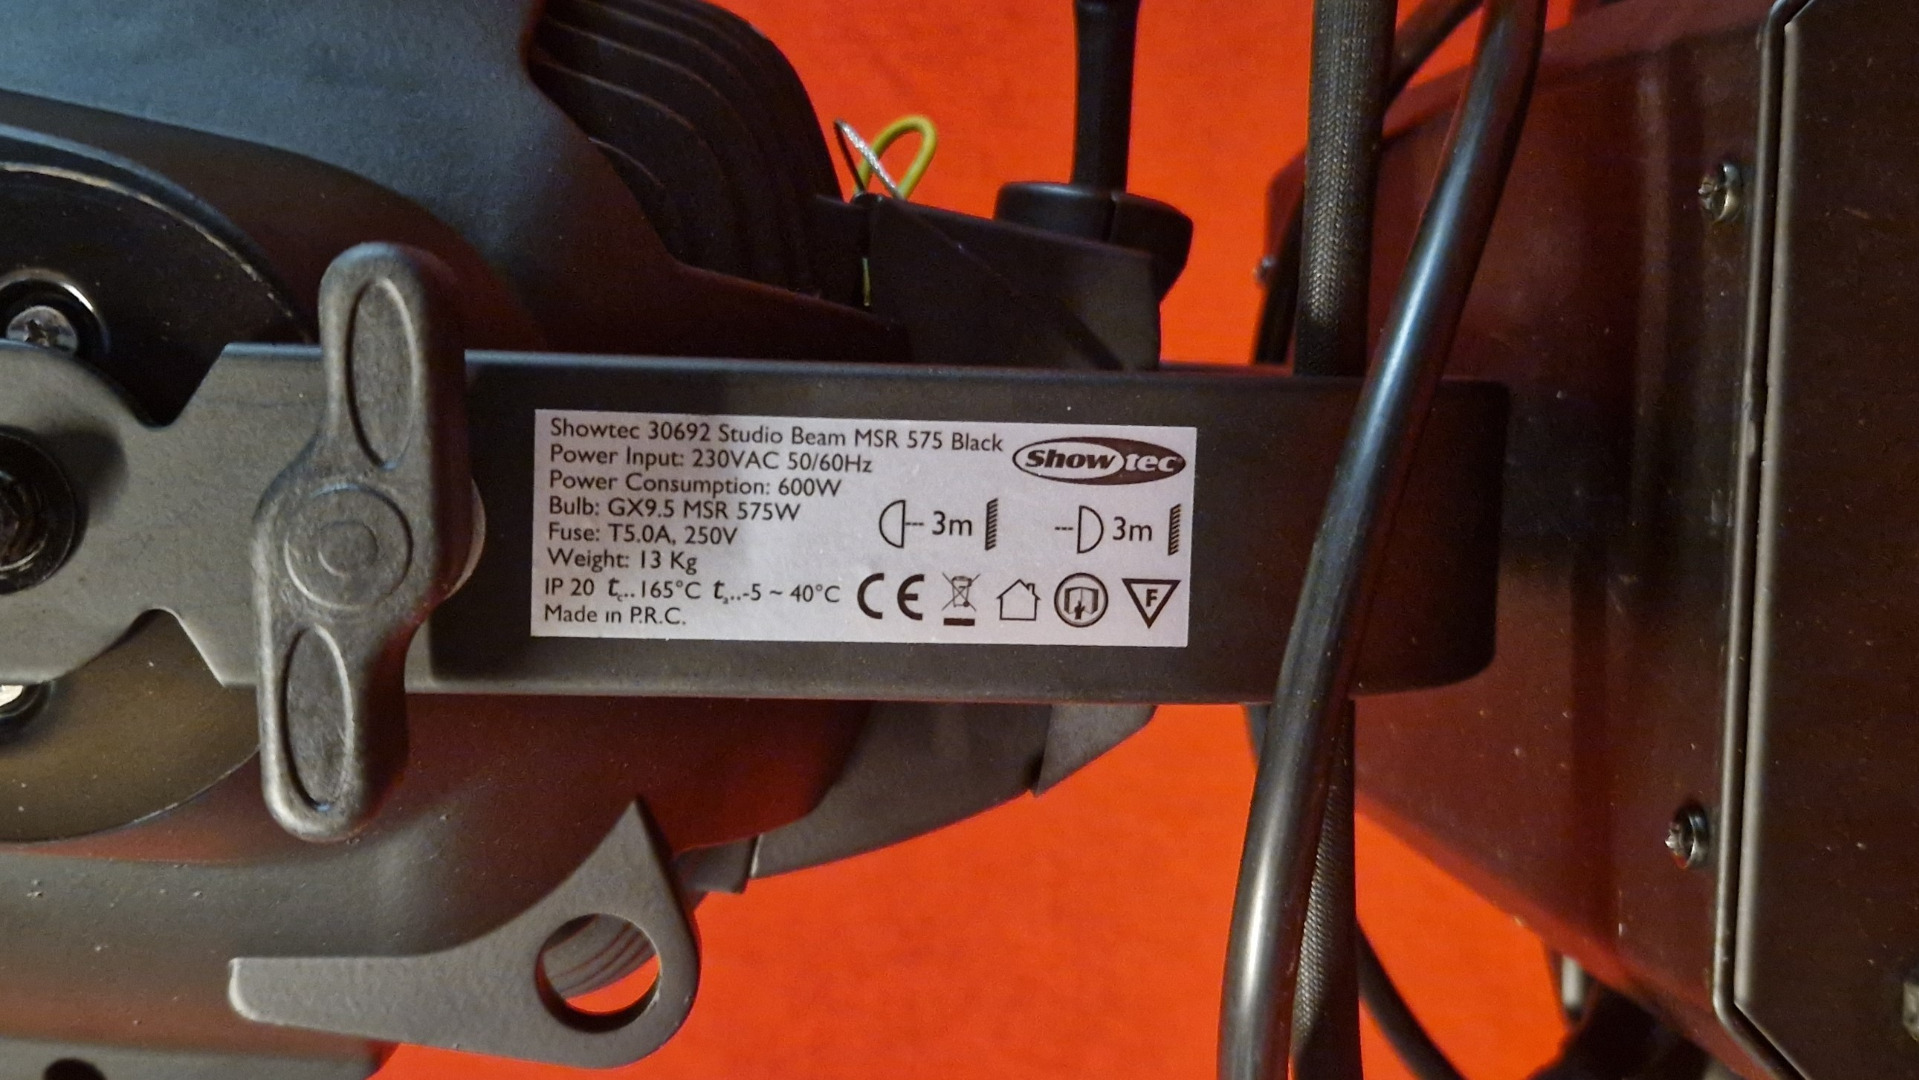 Showtec 30692 Studio Beam MSR 575 Black
Showtec
Power Input: 230VAC 50/60Hz
Power Consumption: 600W
Bulb: GX9.5 MSR 575W
3m 3m
Fuse: T5.0A, 250V
Weight: 13 Kg
IP 20 tc..165°C ta..-5 ~ 40°C CE F
Made in P.R.C.